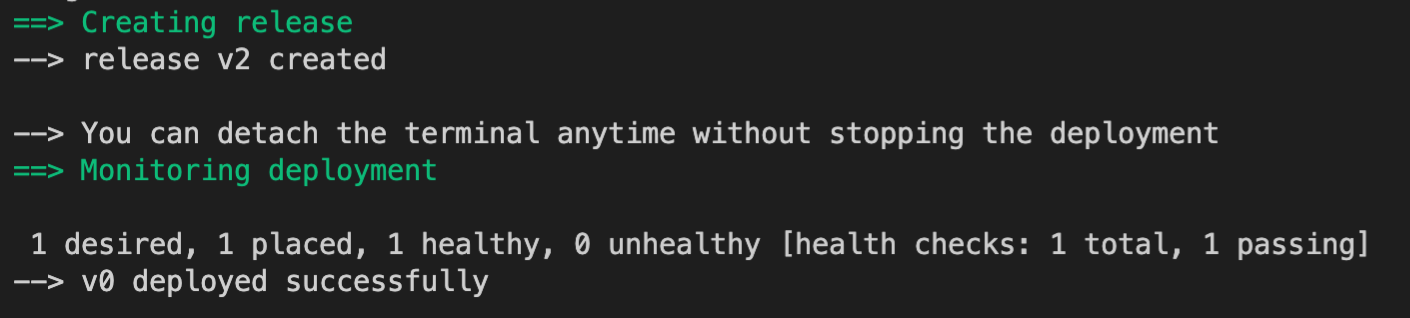 ==> Creating release
--> release v2 created
--> You can detach the terminal anytime without stopping the deployment
==> Monitoring deployment
1 desired, 1 placed, 1 healthy, 0 unhealthy [health checks: 1 total, 1 passing]
--> v0 deployed successfully